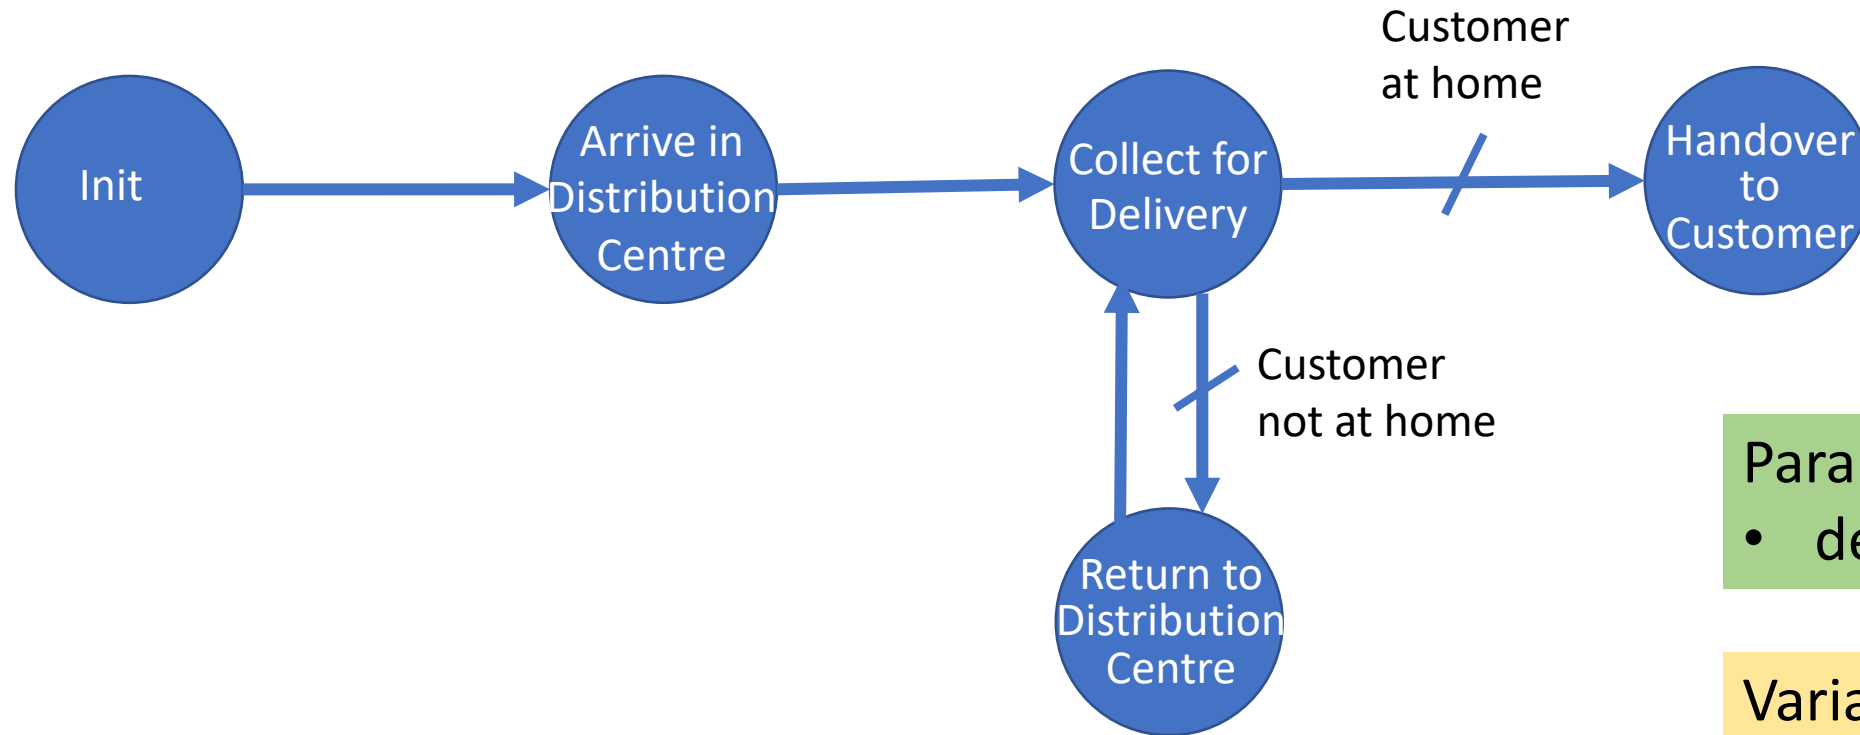 Init
Arrive in
Distribution
Centre
Collect for
Delivery
Customer
at home
Handover
to
Customer
Customer
not at home
Return to
Distribution
Centre
Para
• de
Varia